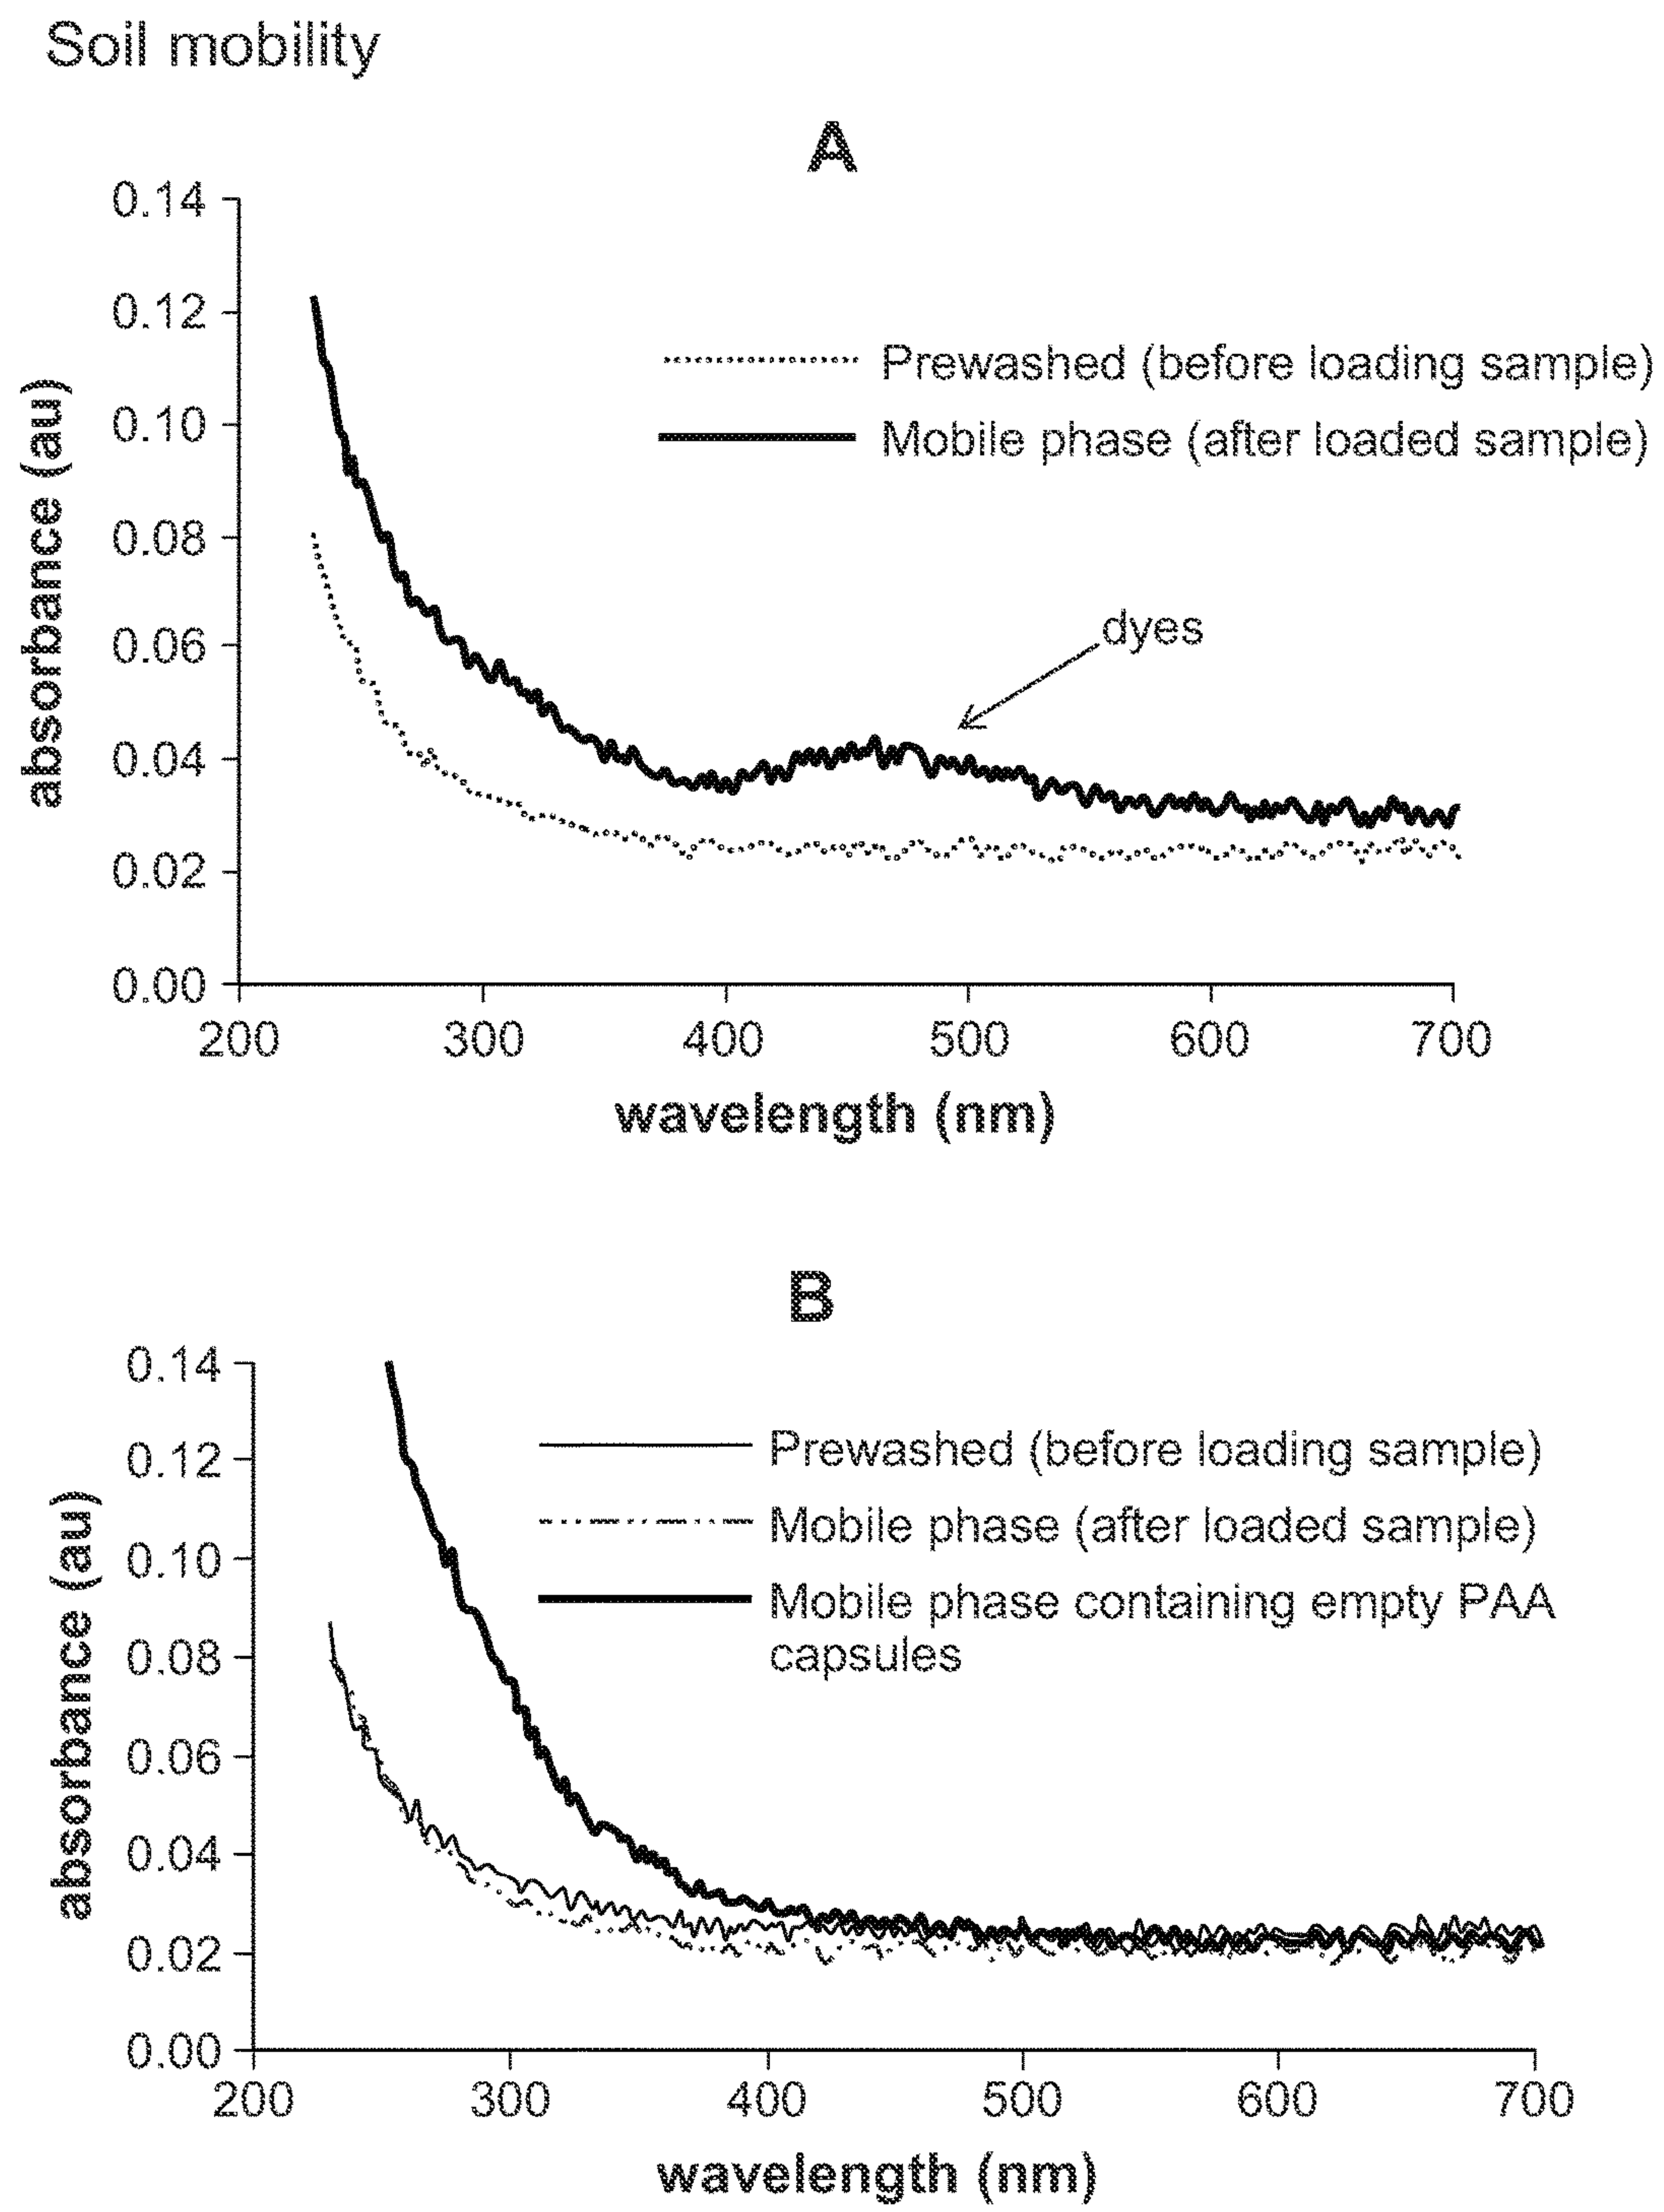 Soil mobility
A
0.14
0.12
0.10
0.08
0.06
0.04
0.02
0.00
absorbance (au)
Prewashed (before loading sample)
Mobile phase (after loaded sample)
dyes
200 300 400 500 600 700
wavelength (nm)
B
0.14
0.12
0.10
0.08
0.06
0.04
0.02
0.00
absorbance (au)
Prewashed (before loading sample)
Mobile phase (after loaded sample)
Mobile phase containing empty PAA
capsules
200 300 400 500 600 700
wavelength (nm)